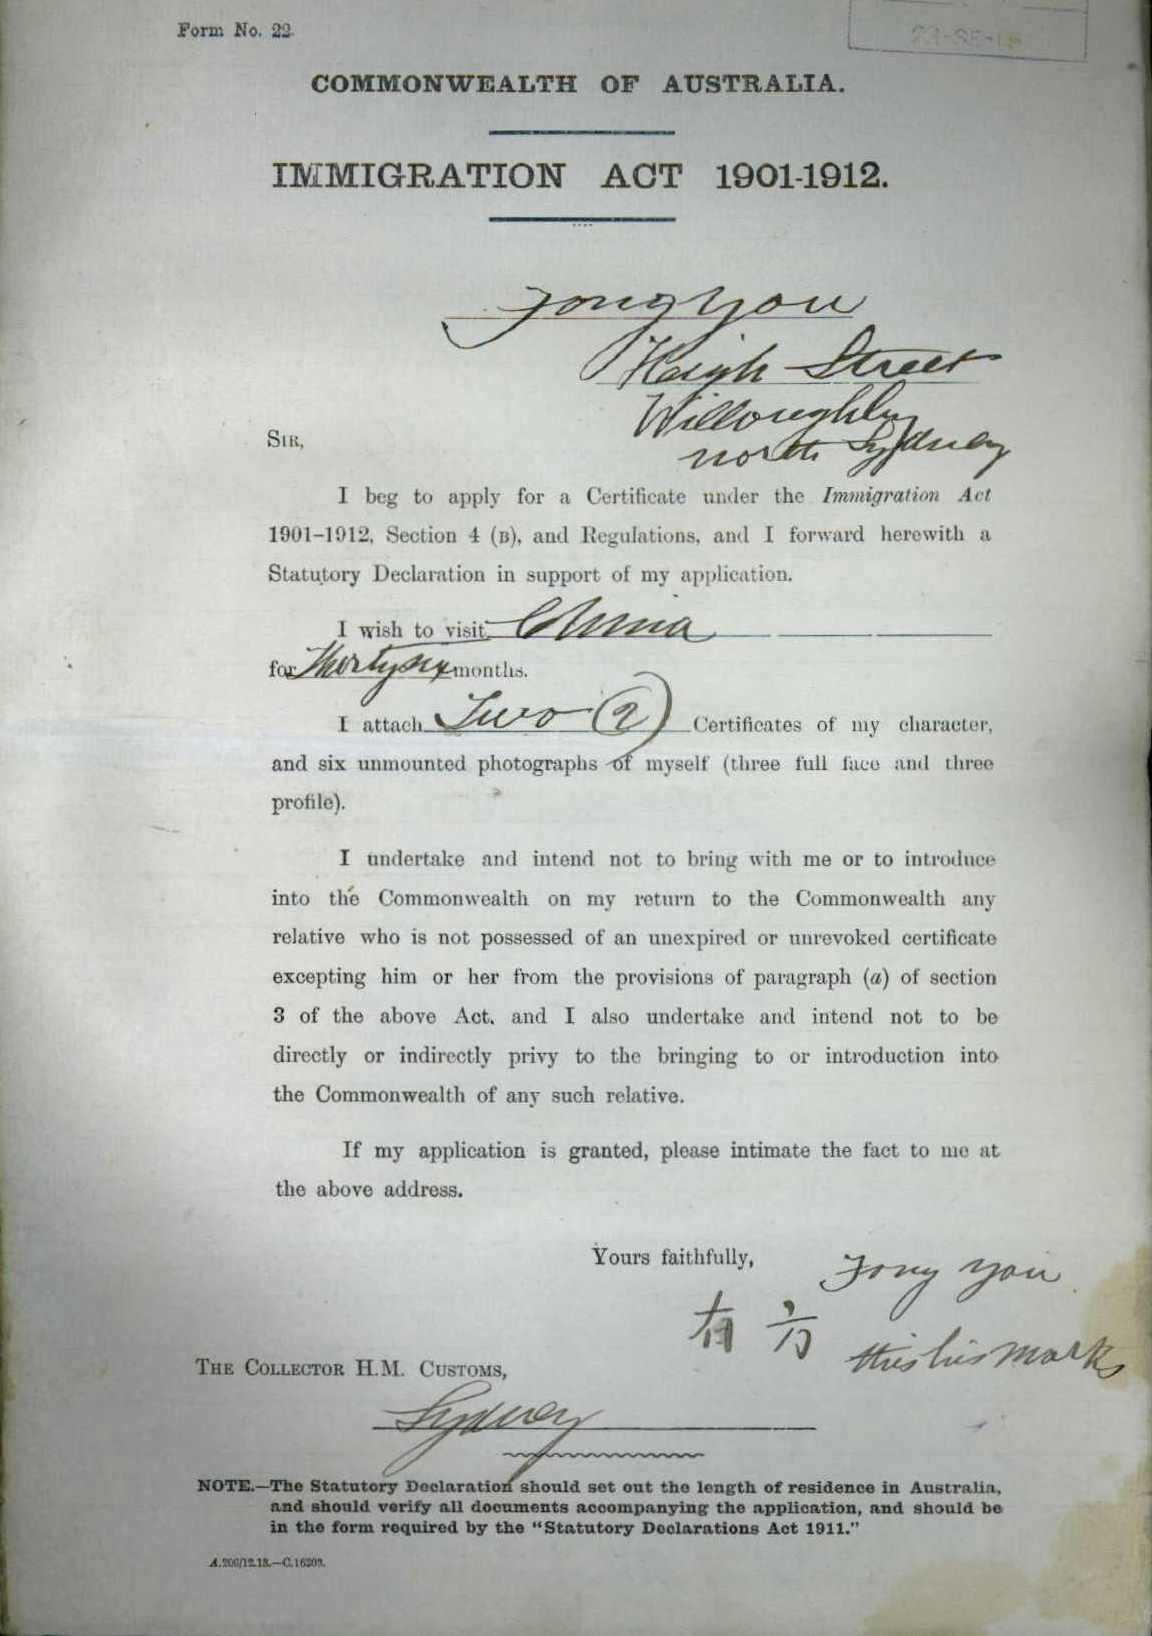 Form No. 22.
COMMONWEALTH OF AUSTRALIA.
IMMIGRATION ACT 1901-1912.
Fong You
High Street
Willoughby
North Sydney
SIR,
I beg to apply for a Certificate under the Immigration Act
1901-1912, Section 4 (B), and Regulations, and I forward herewith a
Statutory Declaration in support of my application.
I wish to visit China
for Thirty six months.
I attach Two (2) Certificates of my character,
and six unmounted photographs of myself (three full face and three
profile).
I undertake and intend not to bring with me or to introduce
into the Commonwealth on my return to the Commonwealth any
relative who is not possessed of an unexpired or unrevoked certificate
excepting him or her from the provisions of paragraph (a) of section
3 of the above Act, and I also undertake and intend not to be
directly or indirectly privy to the bringing to or introduction into
the Commonwealth of any such relative.
If my application is granted, please intimate the fact to me at
the above address.
Yours faithfully,
Fong You
有 方 this his marks
THE COLLECTOR H.M. CUSTOMS,
Sydney
NOTE.—The Statutory Declaration should set out the length of residence in Australia,
and should verify all documents accompanying the application, and should be
in the form required by the "Statutory Declarations Act 1911."